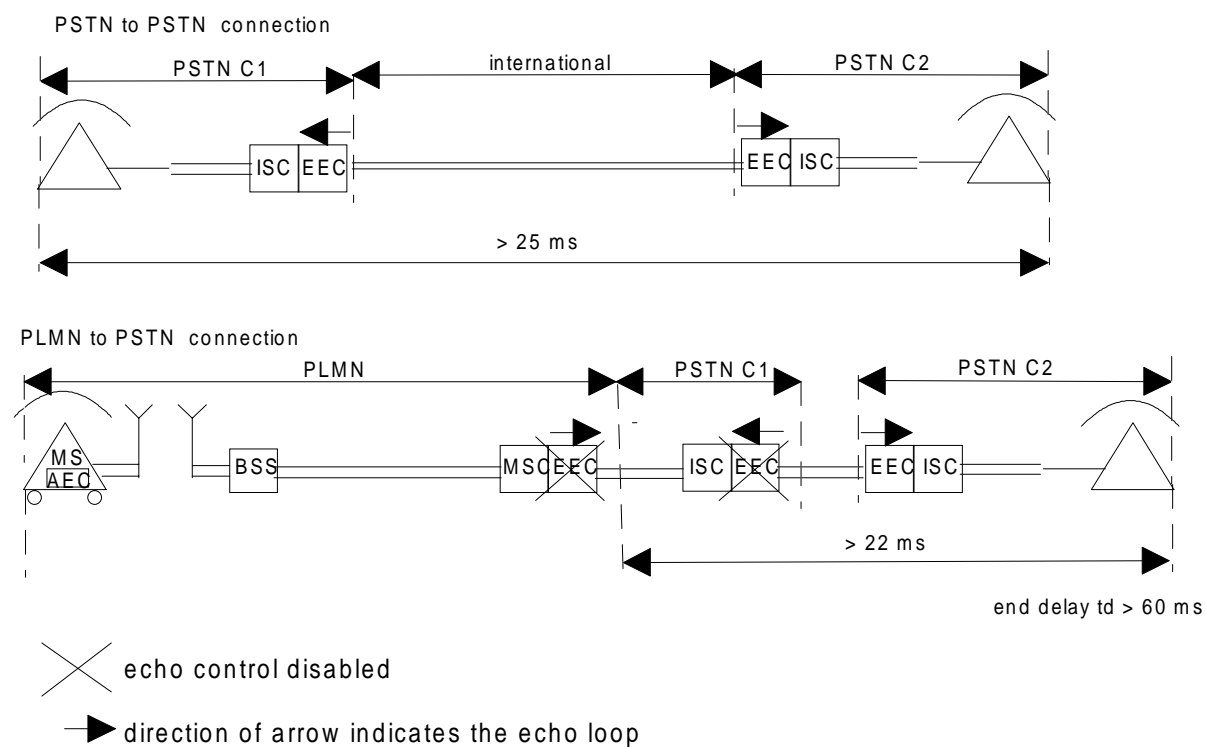 PSTN to PSTN connection
PSTN C1 international PSTN C2
ISC EEC EEC ISC
> 25 ms
PLMN to PSTN connection
PLMN PSTN C1 PSTN C2
MS
AEC BSS MSC EEC ISC EEC EEC ISC
> 22 ms
end delay td > 60 ms
echo control disabled
direction of arrow indicates the echo loop